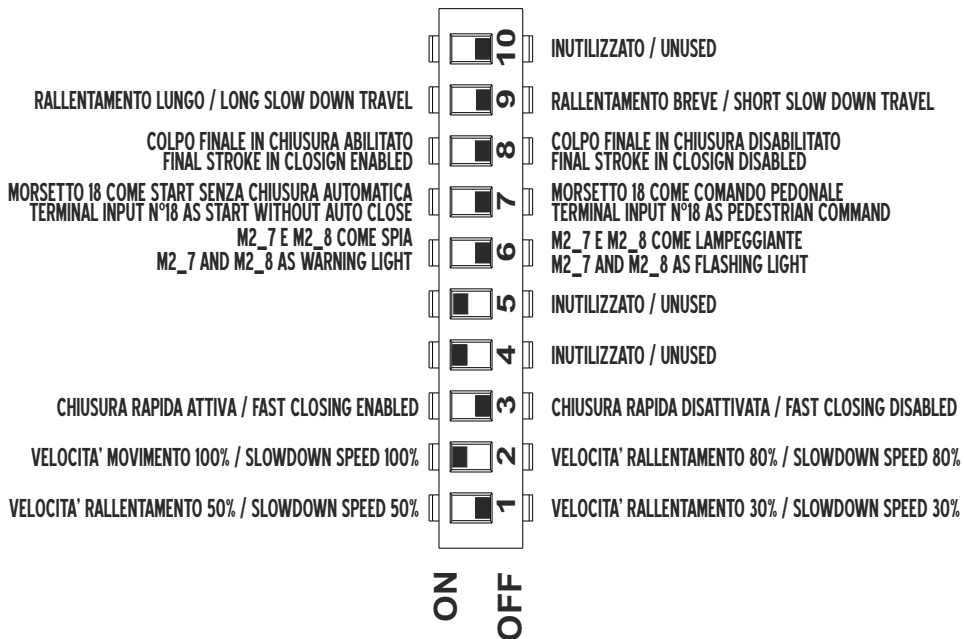 10
INUTILIZZATO / UNUSED
RALLENTAMENTO LUNGO / LONG SLOW DOWN TRAVEL
9
RALLENTAMENTO BREVE / SHORT SLOW DOWN TRAVEL
COLPO FINALE IN CHIUSURA ABILITATO
FINAL STROKE IN CLOSIGN ENABLED
8
COLPO FINALE IN CHIUSURA DISABILITATO
FINAL STROKE IN CLOSIGN DISABLED
MORSETTO 18 COME START SENZA CHIUSURA AUTOMATICA
TERMINAL INPUT N°18 AS START WITHOUT AUTO CLOSE
7
MORSETTO 18 COME COMANDO PEDONALE
TERMINAL INPUT N°18 AS PEDESTRIAN COMMAND
M2_7 E M2_8 COME SPIA
M2_7 AND M2_8 AS WARNING LIGHT
6
M2_7 E M2_8 COME LAMPEGGIANTE
M2_7 AND M2_8 AS FLASHING LIGHT
5
INUTILIZZATO / UNUSED
4
INUTILIZZATO / UNUSED
CHIUSURA RAPIDA ATTIVA / FAST CLOSING ENABLED
3
CHIUSURA RAPIDA DISATTIVATA / FAST CLOSING DISABLED
VELOCITA' MOVIMENTO 100% / SLOWDOWN SPEED 100%
2
VELOCITA' RALLENTAMENTO 80% / SLOWDOWN SPEED 80%
VELOCITA' RALLENTAMENTO 50% / SLOWDOWN SPEED 50%
1
VELOCITA' RALLENTAMENTO 30% / SLOWDOWN SPEED 30%
ON
OFF